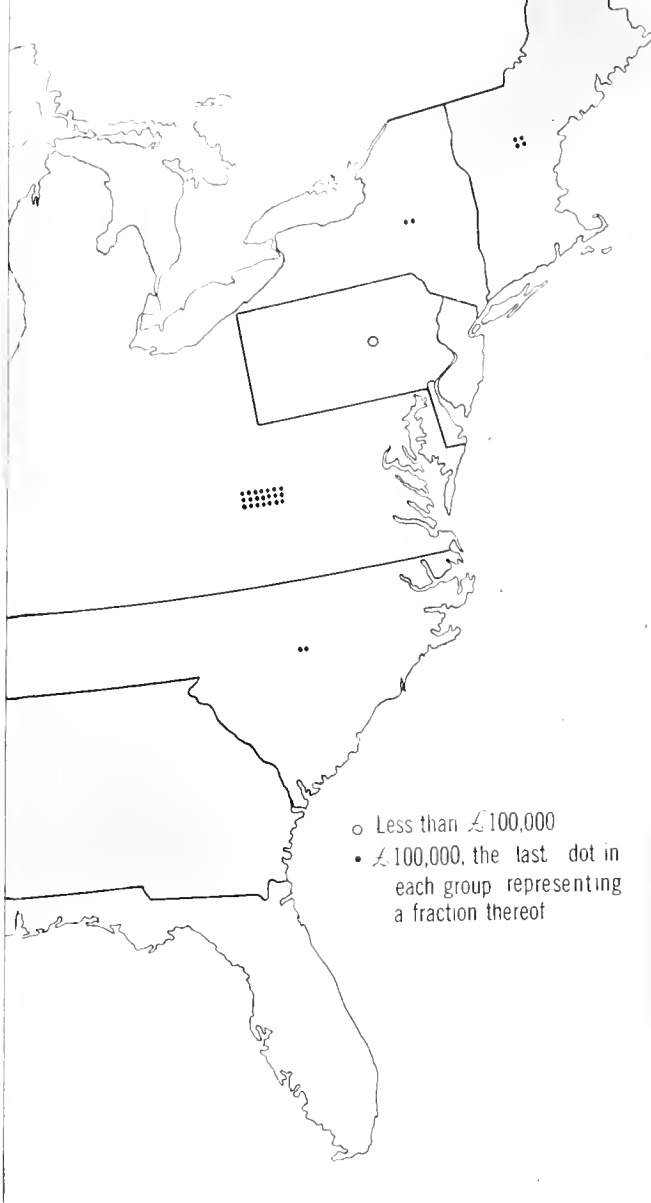 ○ Less than £100,000
• £100,000, the last dot in
each group representing
a fraction thereof